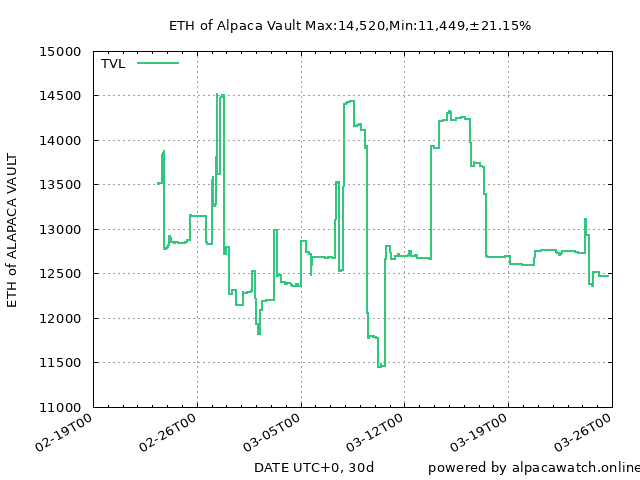 ETH of Alpaca Vault Max:14,520,Min:11,449,±21.15%
TVL
15000
14500
14000
13500
13000
12500
12000
11500
11000
ETH of ALAPACA VAULT
02-19T00
02-26T00
03-05T00
03-12T00
03-19T00
03-26T00
DATE UTC+0, 30d
powered by alpacawatch.online